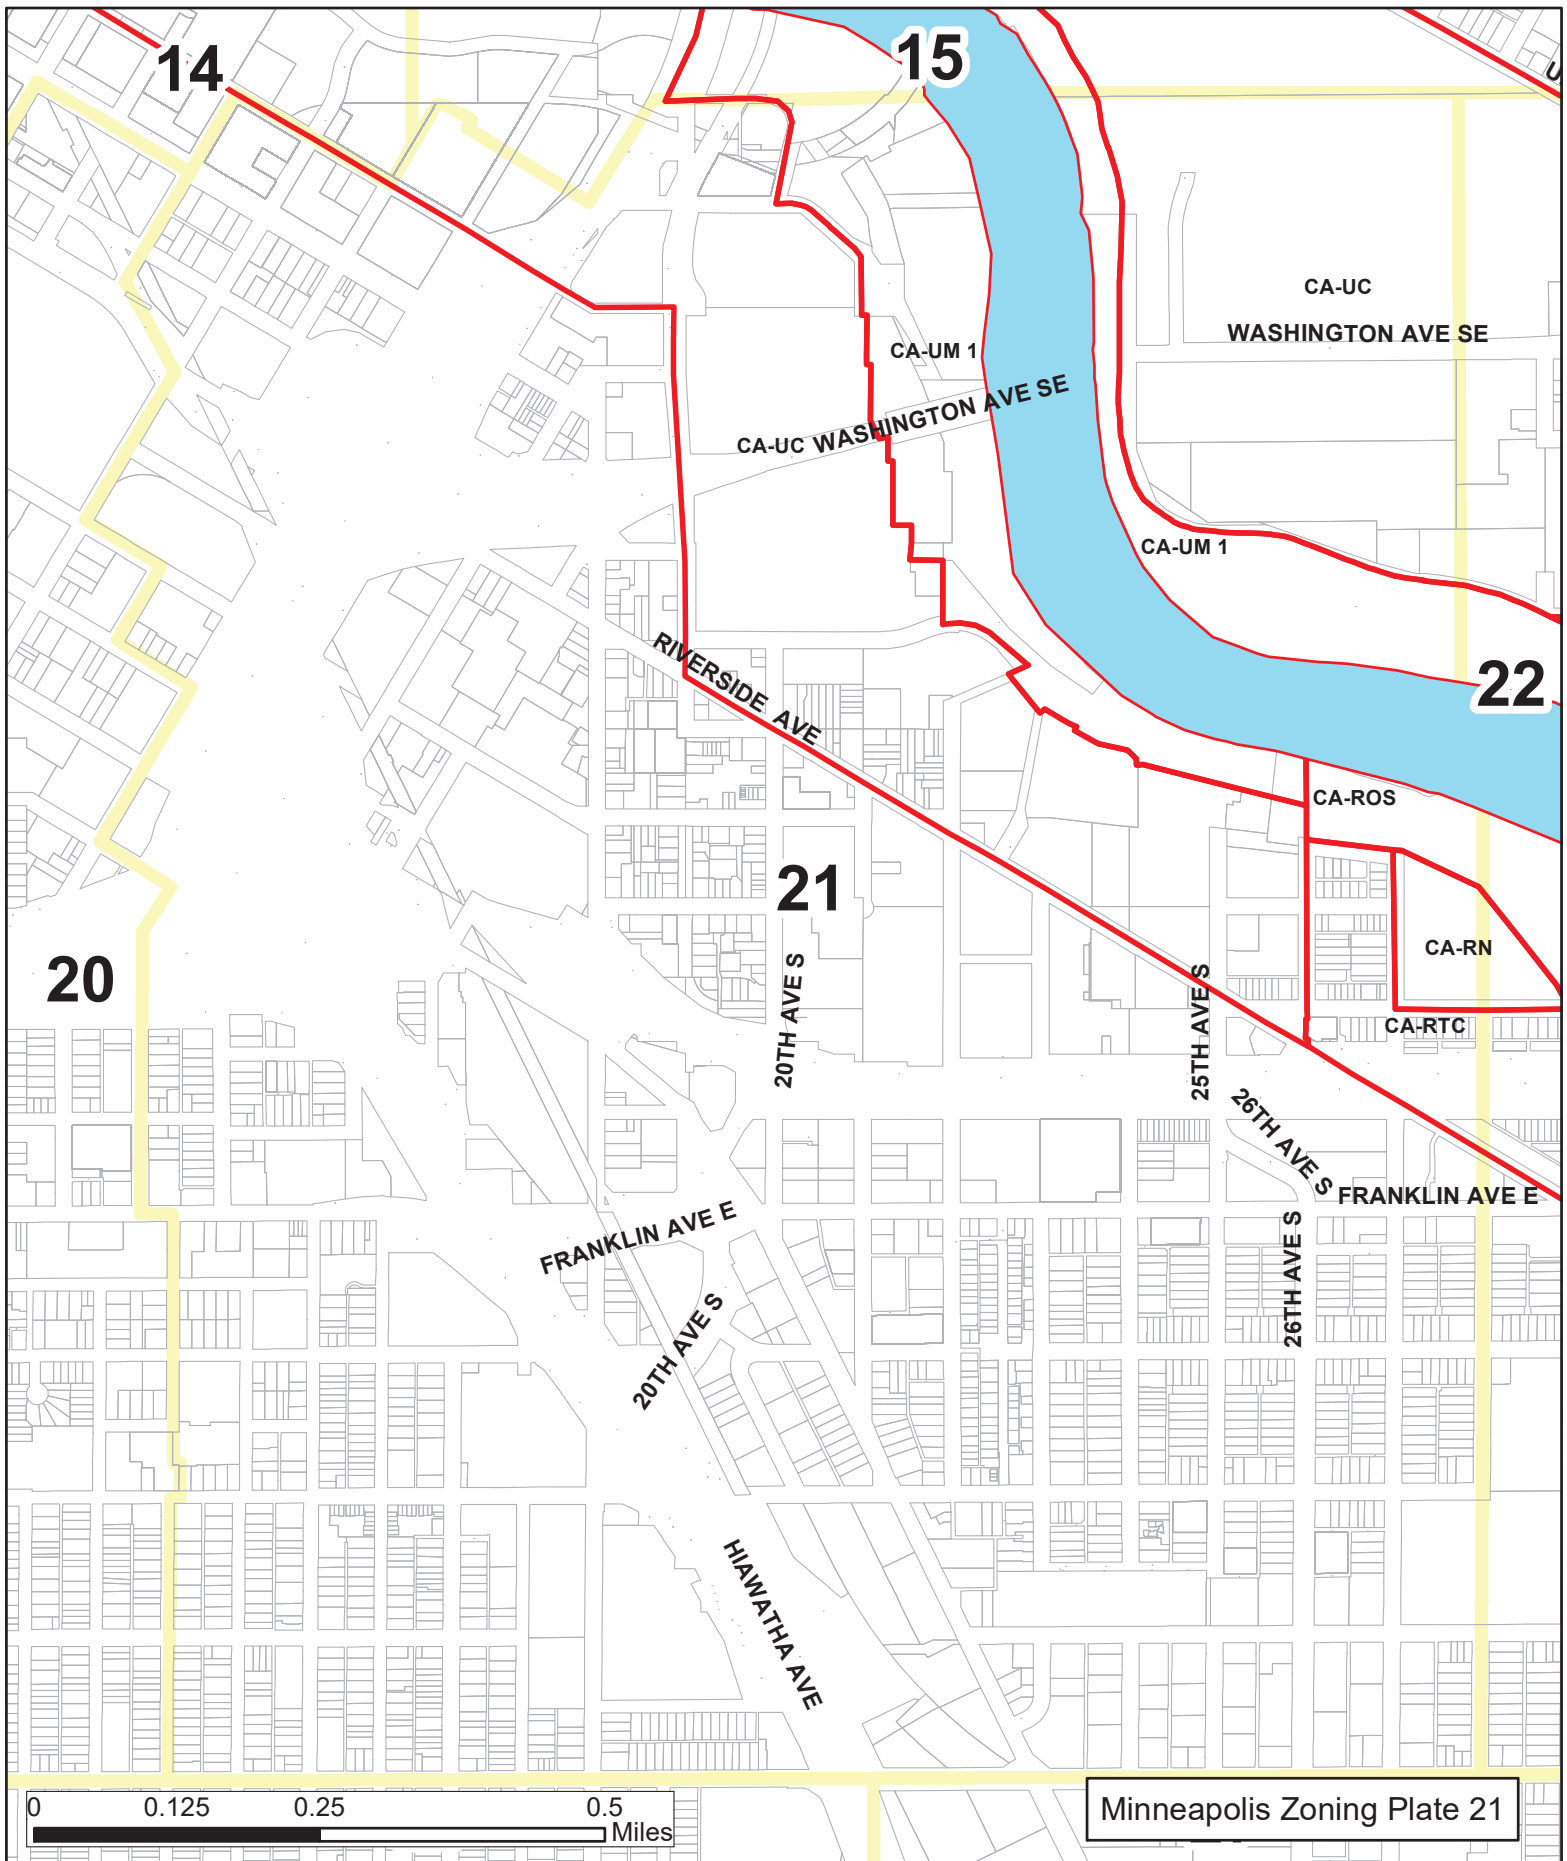 14
15
U
CA-UC
WASHINGTON AVE SE
CA-UM 1
CA-UC WASHINGTON AVE SE
CA-UM 1
RIVERSIDE AVE
22
CA-ROS
21
CA-RN
20
20TH AVE S
25TH AVE S
CA-RTC
26TH AVE S
FRANKLIN AVE E
FRANKLIN AVE E
26TH AVE S
20TH AVE S
HIAWATHA AVE
0 0.125 0.25 0.5
Miles
Minneapolis Zoning Plate 21